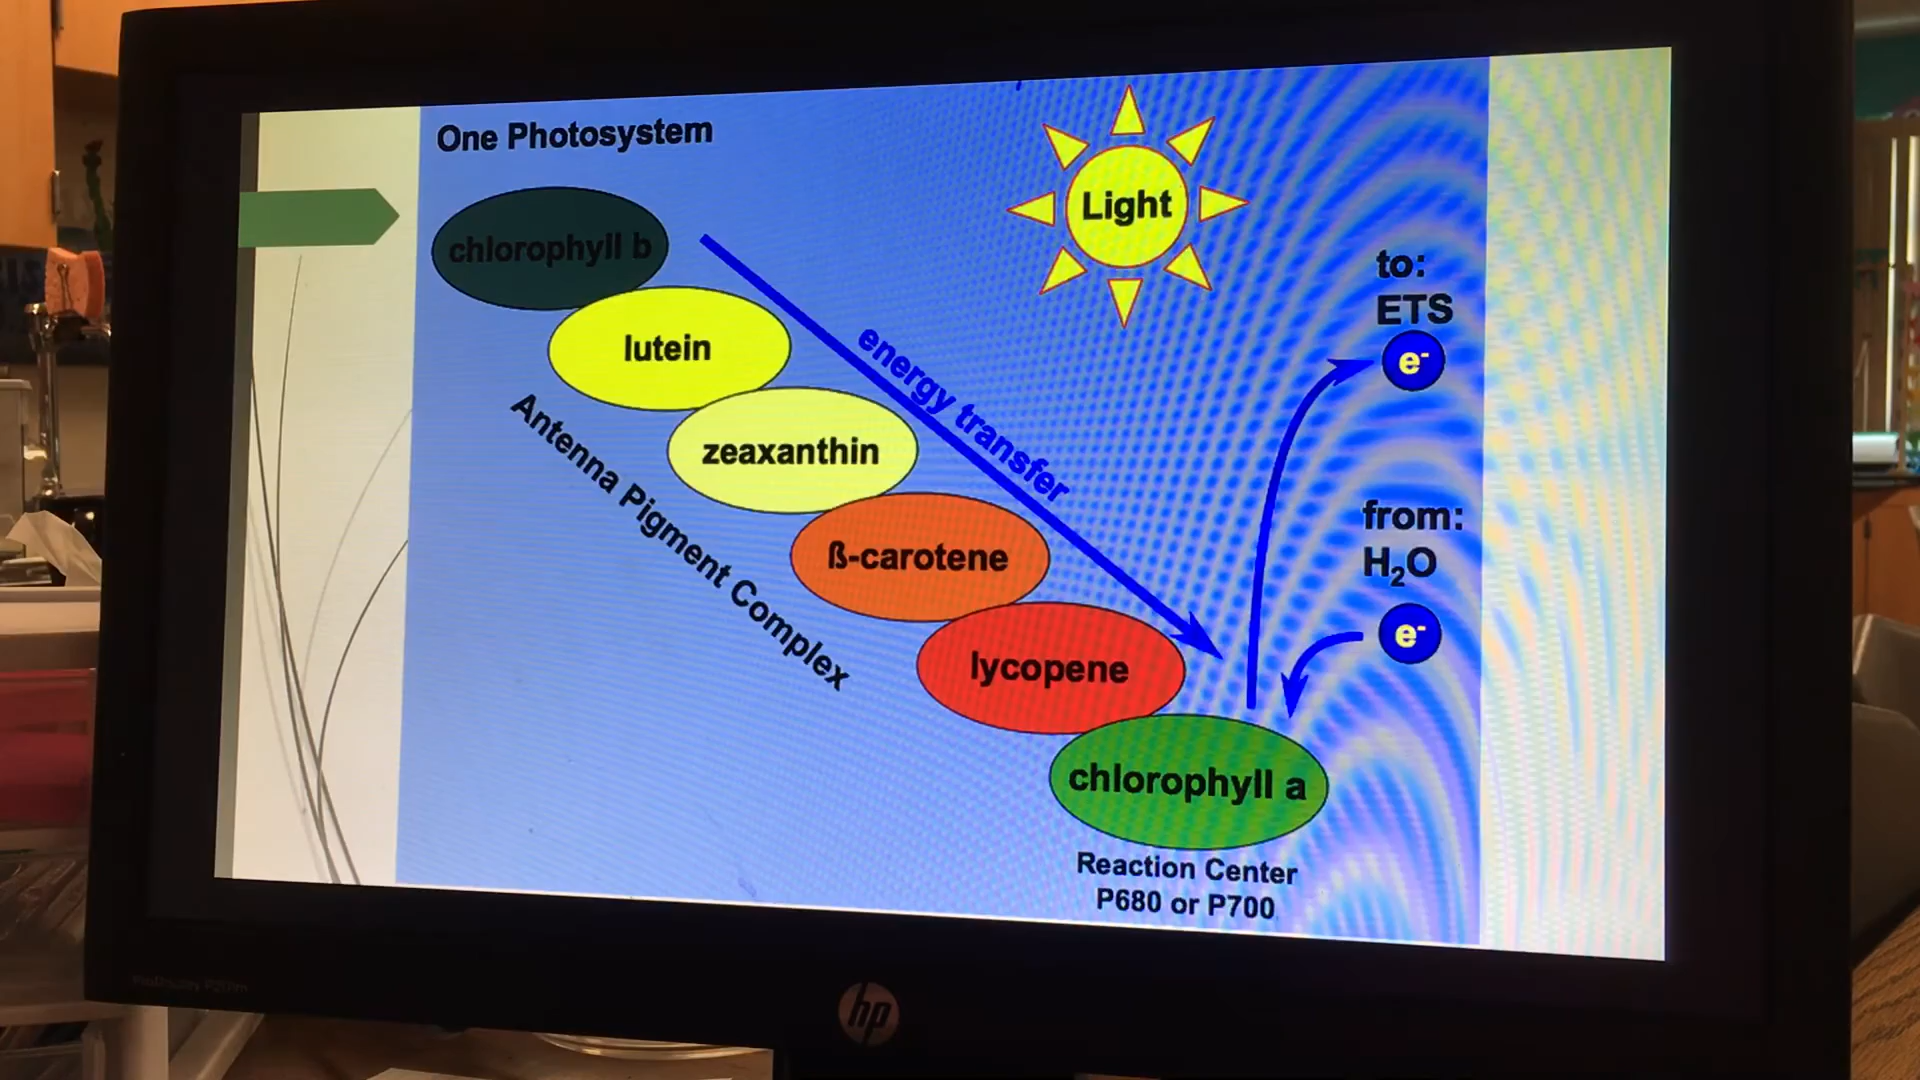 One Photosystem
Light
chlorophyll b
lutein
zeaxanthin
ß-carotene
lycopene
chlorophyll a
energy transfer
Antenna Pigment Complex
to:
ETS
e-
from:
H₂O
e-
Reaction Center
P680 or P700
hp